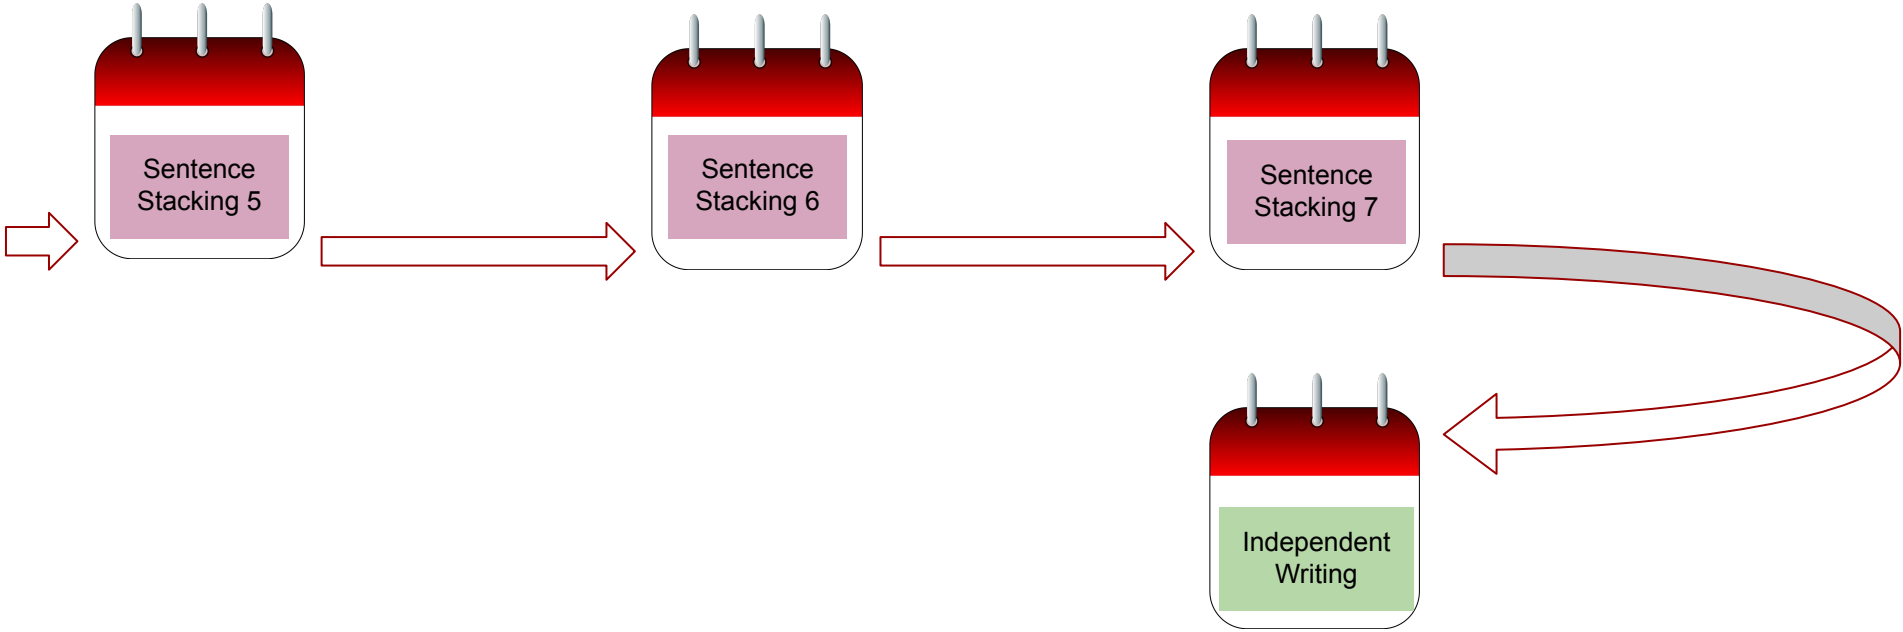 Sentence
Stacking 5
Sentence
Stacking 6
Sentence
Stacking 7
Independent
Writing